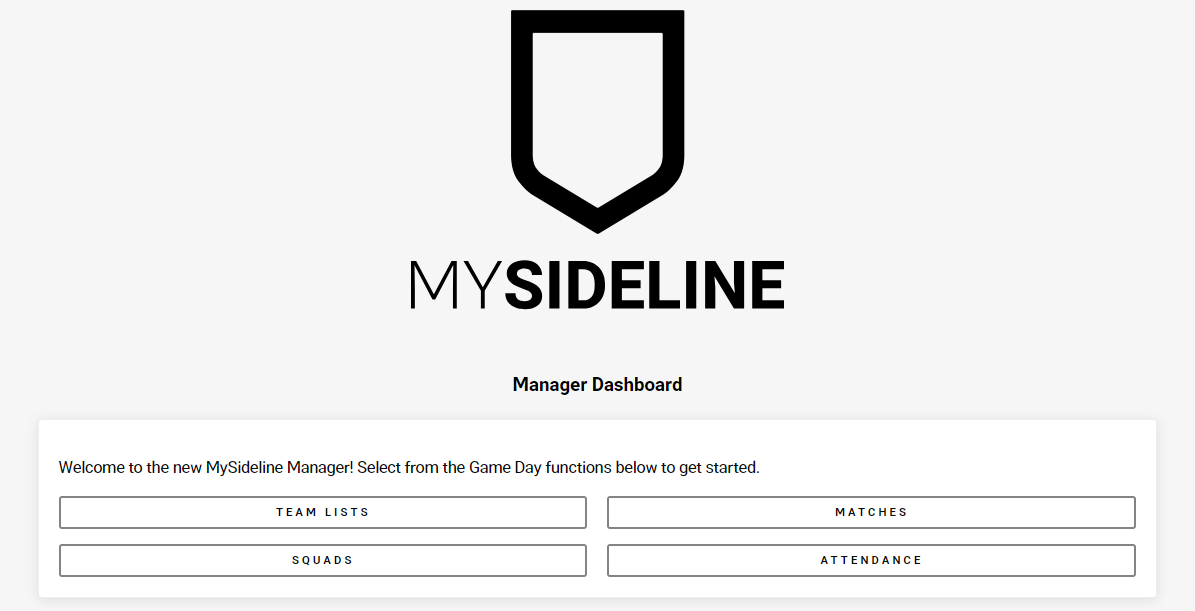 MYSIDELINE
Manager Dashboard
Welcome to the new MySideline Manager! Select from the Game Day functions below to get started.
TEAM LISTS
MATCHES
SQUADS
ATTENDANCE